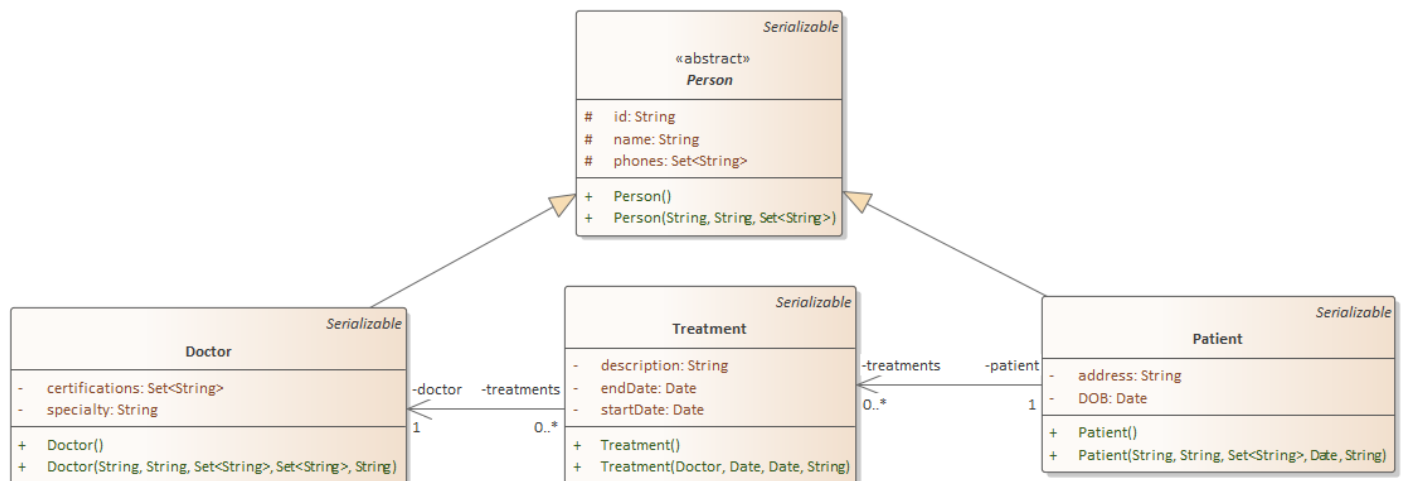 Serializable
«abstract»
Person
# id: String
# name: String
# phones: Set<String>
+ Person()
+ Person(String, String, Set<String>)
Serializable
Doctor
- certifications: Set<String>
- specialty: String
+ Doctor()
+ Doctor(String, String, Set<String>, Set<String>, String)
-doctor
1
-treatments
0..*
Serializable
Treatment
- description: String
- endDate: Date
- startDate: Date
+ Treatment()
+ Treatment(Doctor, Date, Date, String)
-treatments
0..*
-patient
1
Serializable
Patient
- address: String
- DOB: Date
+ Patient()
+ Patient(String, String, Set<String>, Date, String)